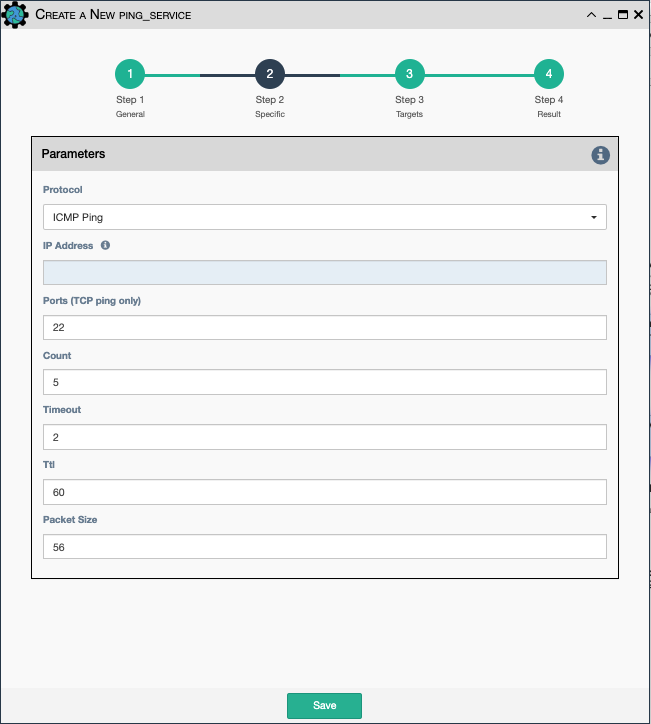 Create a New ping_service
1 2 3 4
Step 1 Step 2 Step 3 Step 4
General Specific Targets Result
Parameters
Protocol
ICMP Ping
IP Address
Ports (TCP ping only)
22
Count
5
Timeout
2
Ttl
60
Packet Size
56
Save